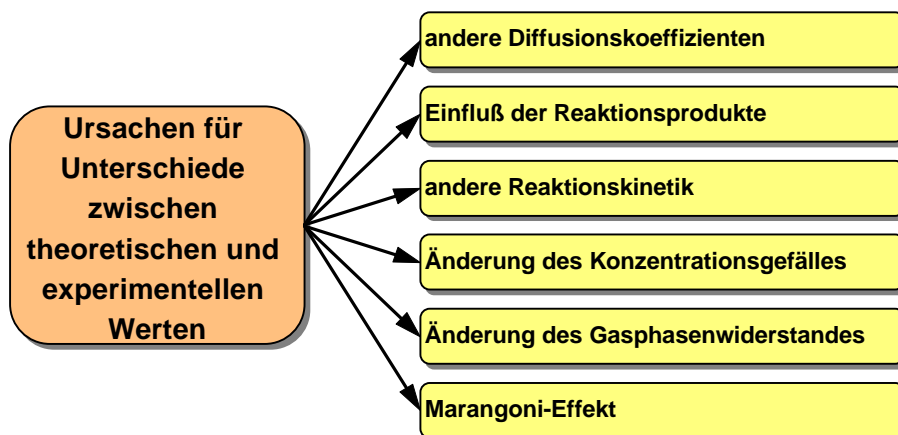 Ursachen für
Unterschiede
zwischen
theoretischen und
experimentellen
Werten
andere Diffusionskoeffizienten
Einfluß der Reaktionsprodukte
andere Reaktionskinetik
Änderung des Konzentrationsgefälles
Änderung des Gasphasenwiderstandes
Marangoni-Effekt